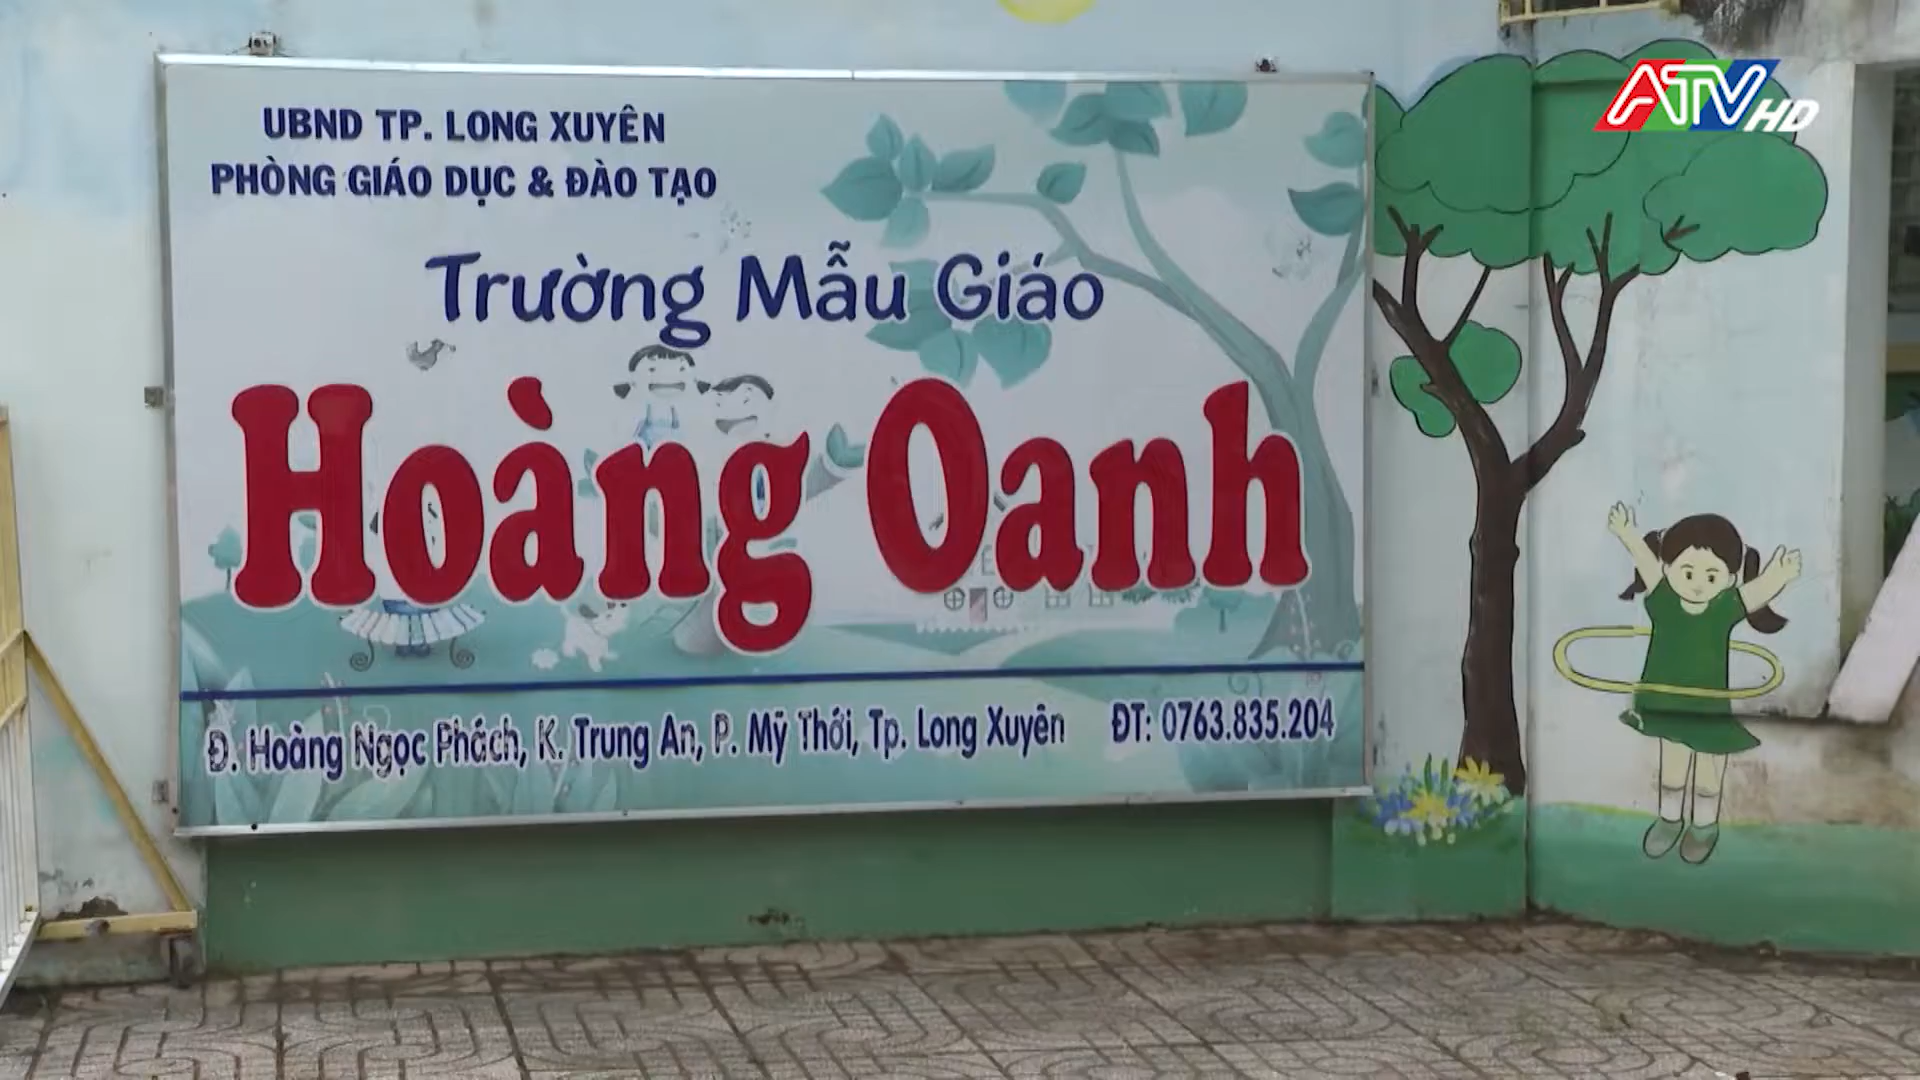 UBND TP. LONG XUYÊN
PHÒNG GIÁO DỤC & ĐÀO TẠO
Trường Mẫu Giáo
Hoàng Oanh
Đ. Hoàng Ngọc Phách, K. Trung An, P. Mỹ Thới, Tp. Long Xuyên ĐT: 0763.835.204
ATV HD